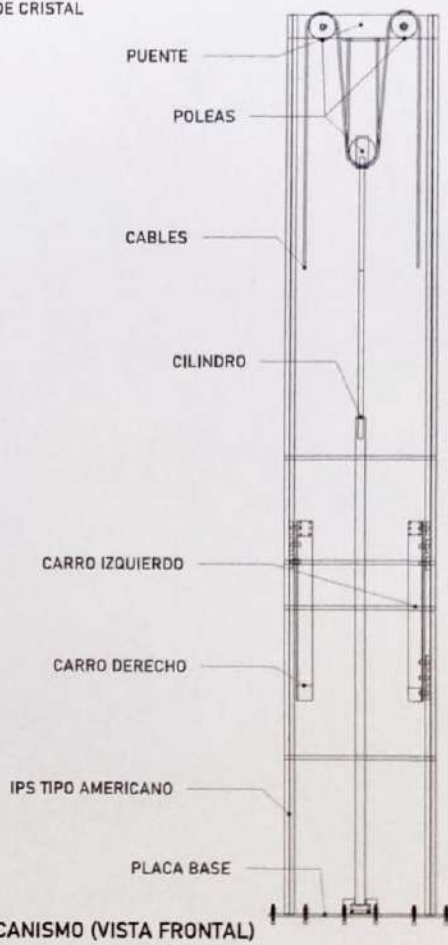 DE CRISTAL
PUENTE
POLEAS
CABLES
CILINDRO
CARRO IZQUIERDO
CARRO DERECHO
IPS TIPO AMERICANO
PLACA BASE
CANISMO (VISTA FRONTAL)